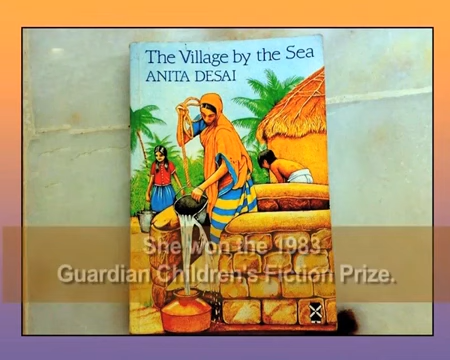 The Village by the Sea
ANITA DESAI
She won the 1983
Guardian Children's Fiction Prize.